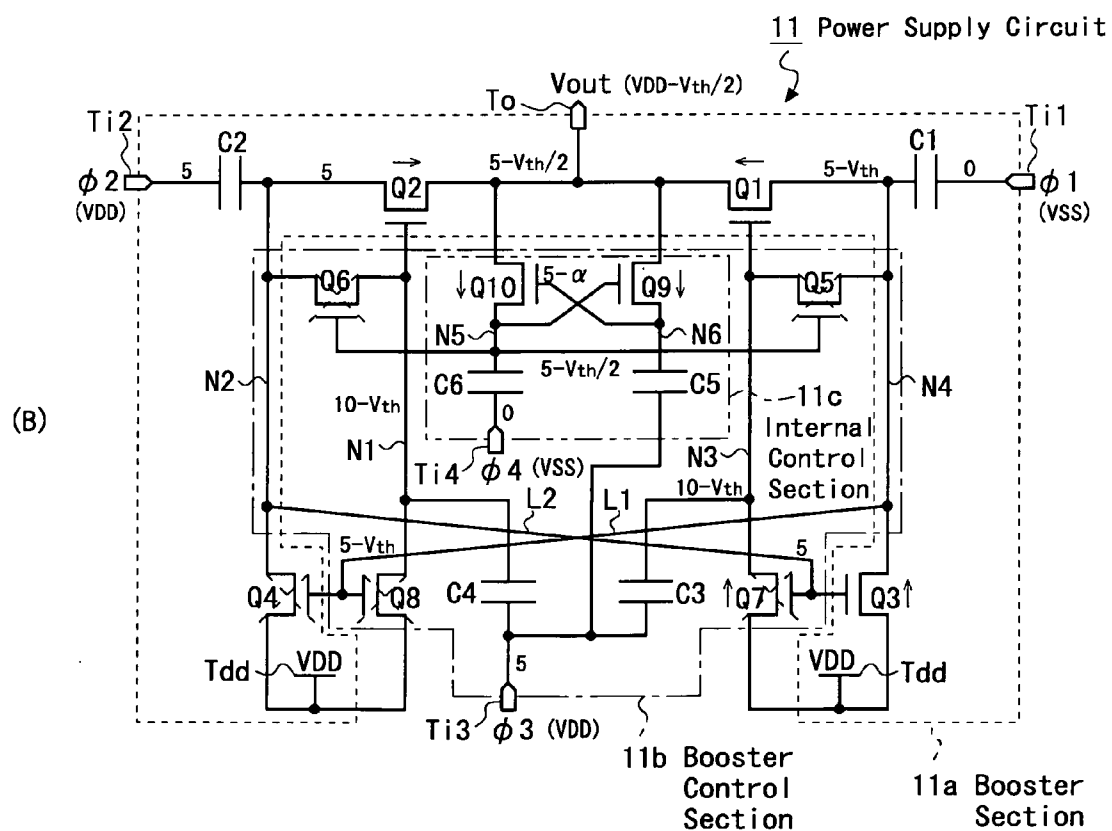 11 Power Supply Circuit
Vout (VDD-Vth/2)
To
Ti2
Ti1
C2
C1
5
5
5-Vth/2
5-Vth
0
φ2
(VDD)
Q2
Q1
φ1
(VSS)
Q6
Q10
5-α
Q9
Q5
N5
N6
N2
C6
5-Vth/2
C5
N4
(B)
10-Vth
0
11c
Internal
Control
Section
N1
Ti4
φ4 (VSS)
N3
10-Vth
L2
L1
5-Vth
5
Q4
Q8
C4
C3
Q7
Q3
Tdd
VDD
5
VDD
Tdd
Ti3
φ3 (VDD)
11b Booster
Control
Section
11a Booster
Section